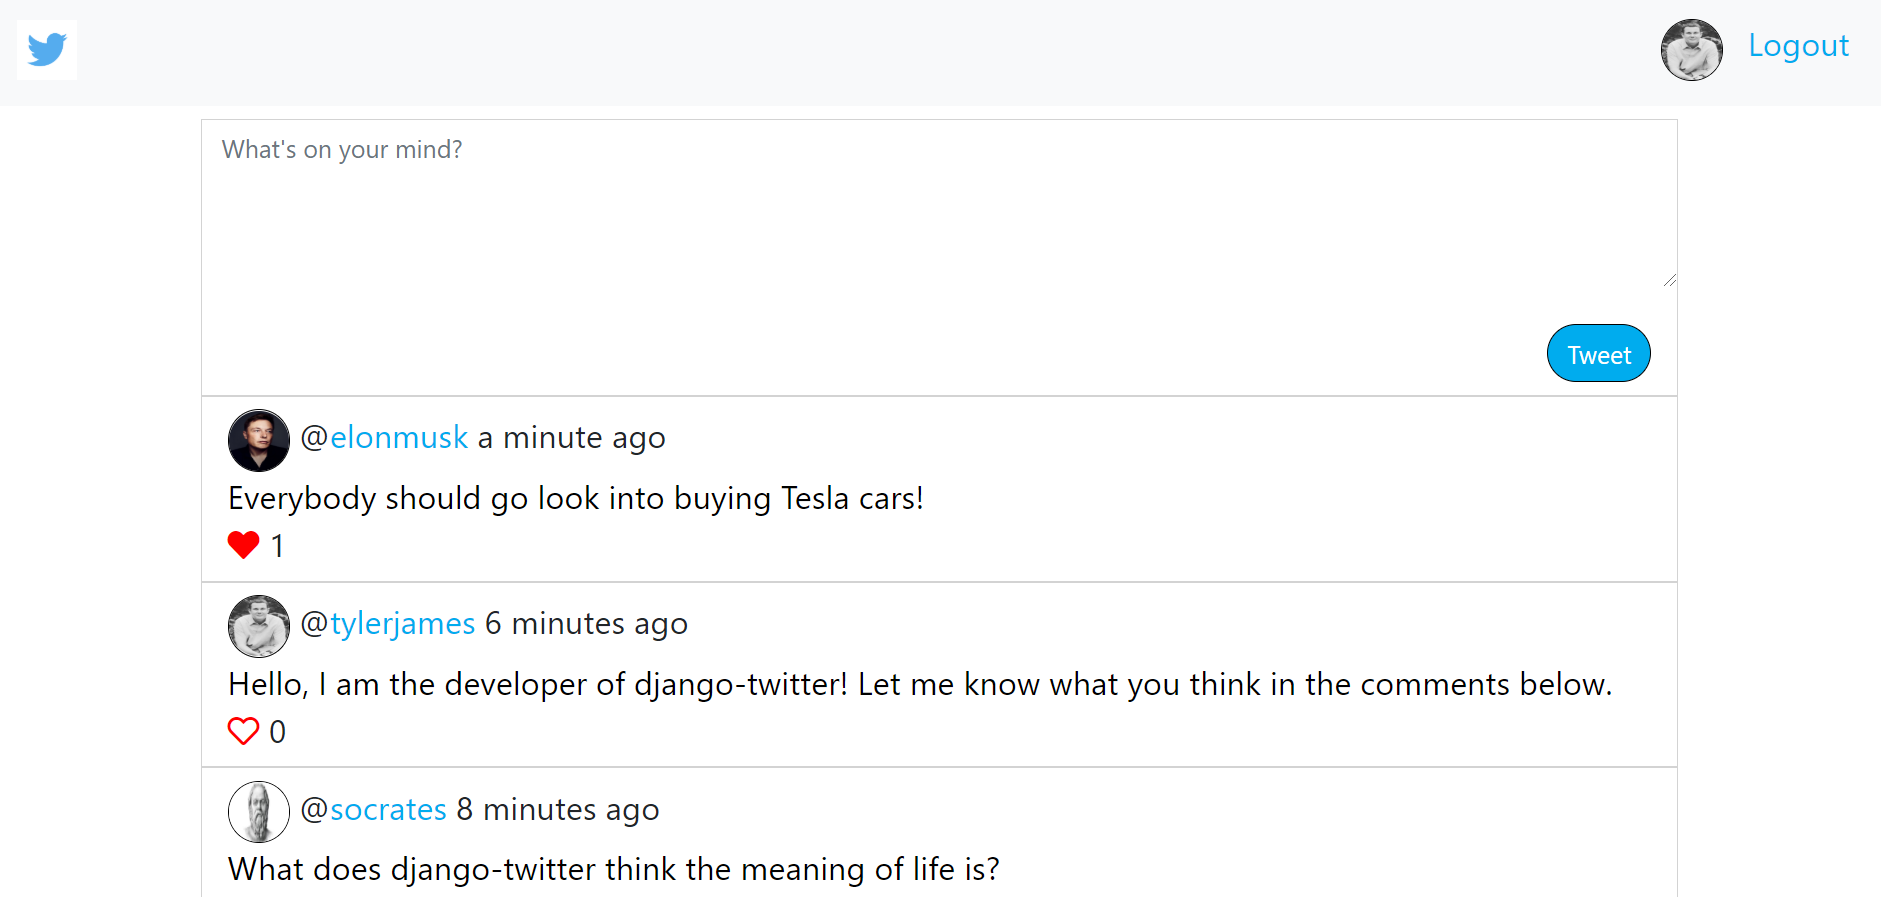 Logout
What's on your mind?
Tweet
@elonmusk a minute ago
Everybody should go look into buying Tesla cars!
1
@tylerjames 6 minutes ago
Hello, I am the developer of django-twitter! Let me know what you think in the comments below.
0
@socrates 8 minutes ago
What does django-twitter think the meaning of life is?